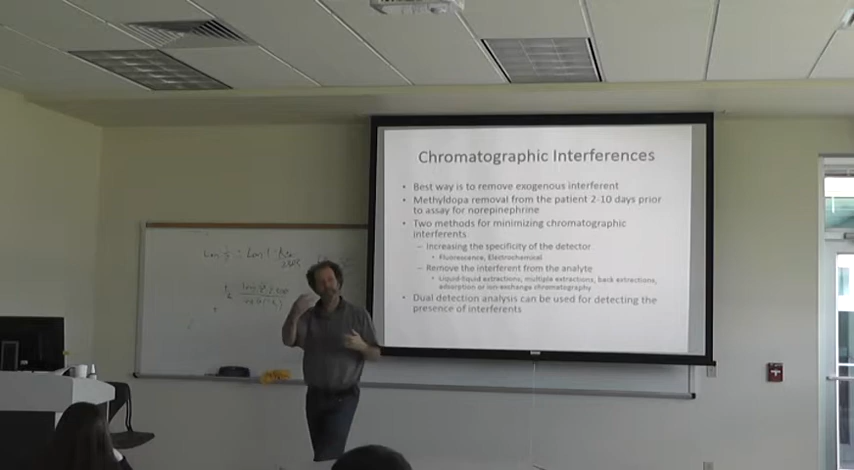 Chromatographic Interferences
• Best way is to remove exogenous interferent
• Methyldopa removal from the patient 2-10 days prior
to assay for norepinephrine
• Two methods for minimizing chromatographic
interferents
– Increasing the specificity of the detector
• Fluorescence, Electrochemical
– Remove the interferent from the analyte
• Liquid-liquid extractions, multiple extractions, back extractions,
adsorption or ion-exchange chromatography
• Dual detection analysis can be used for detecting the
presence of interferents